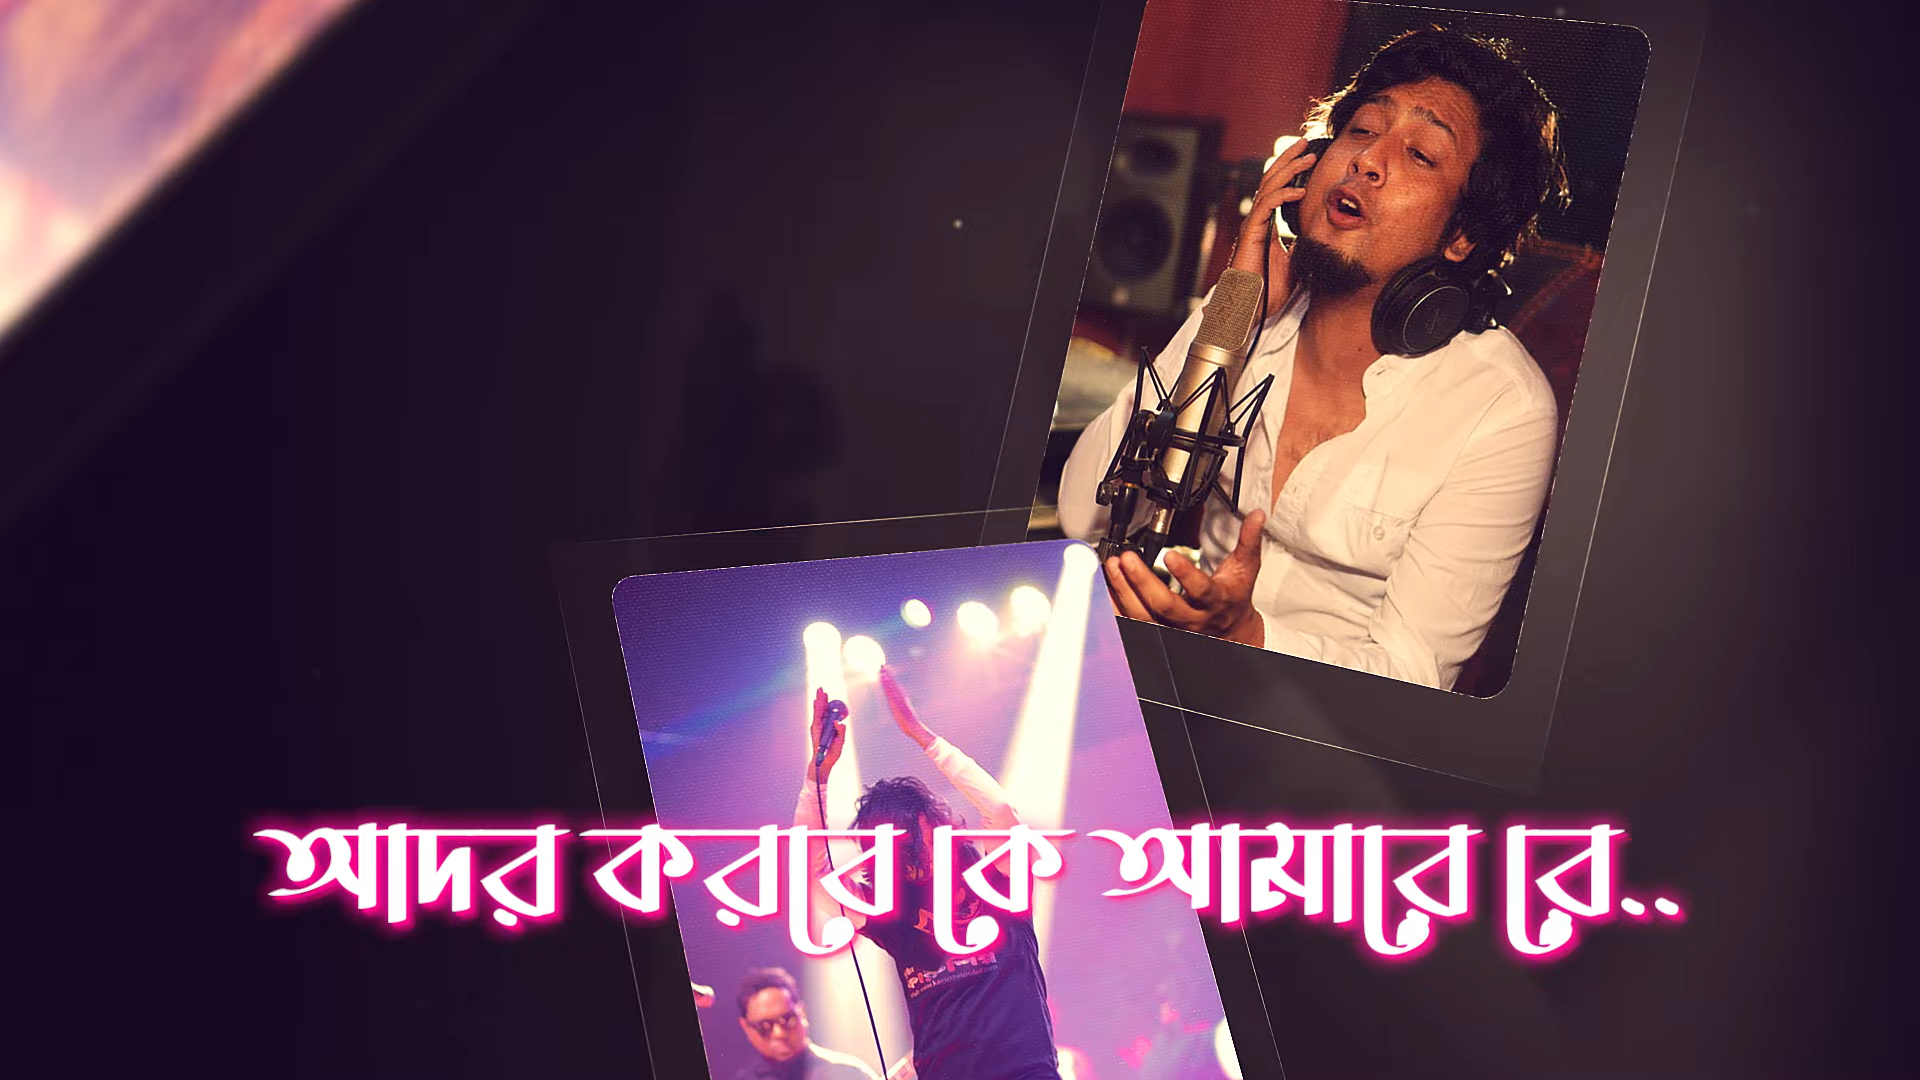 আদর করবে কে আমারে রে..